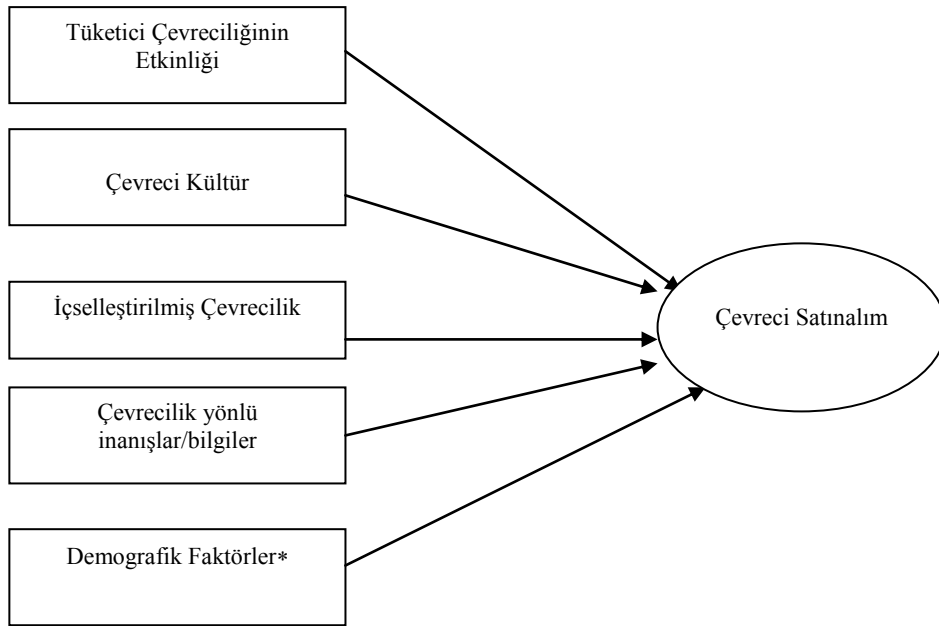 Tüketici Çevreciliğinin
Etkinliği
Çevreci Kültür
İçselleştirilmiş Çevrecilik
Çevreci Satınalım
Çevrecilik yönlü
inanışlar/bilgiler
Demografik Faktörler*